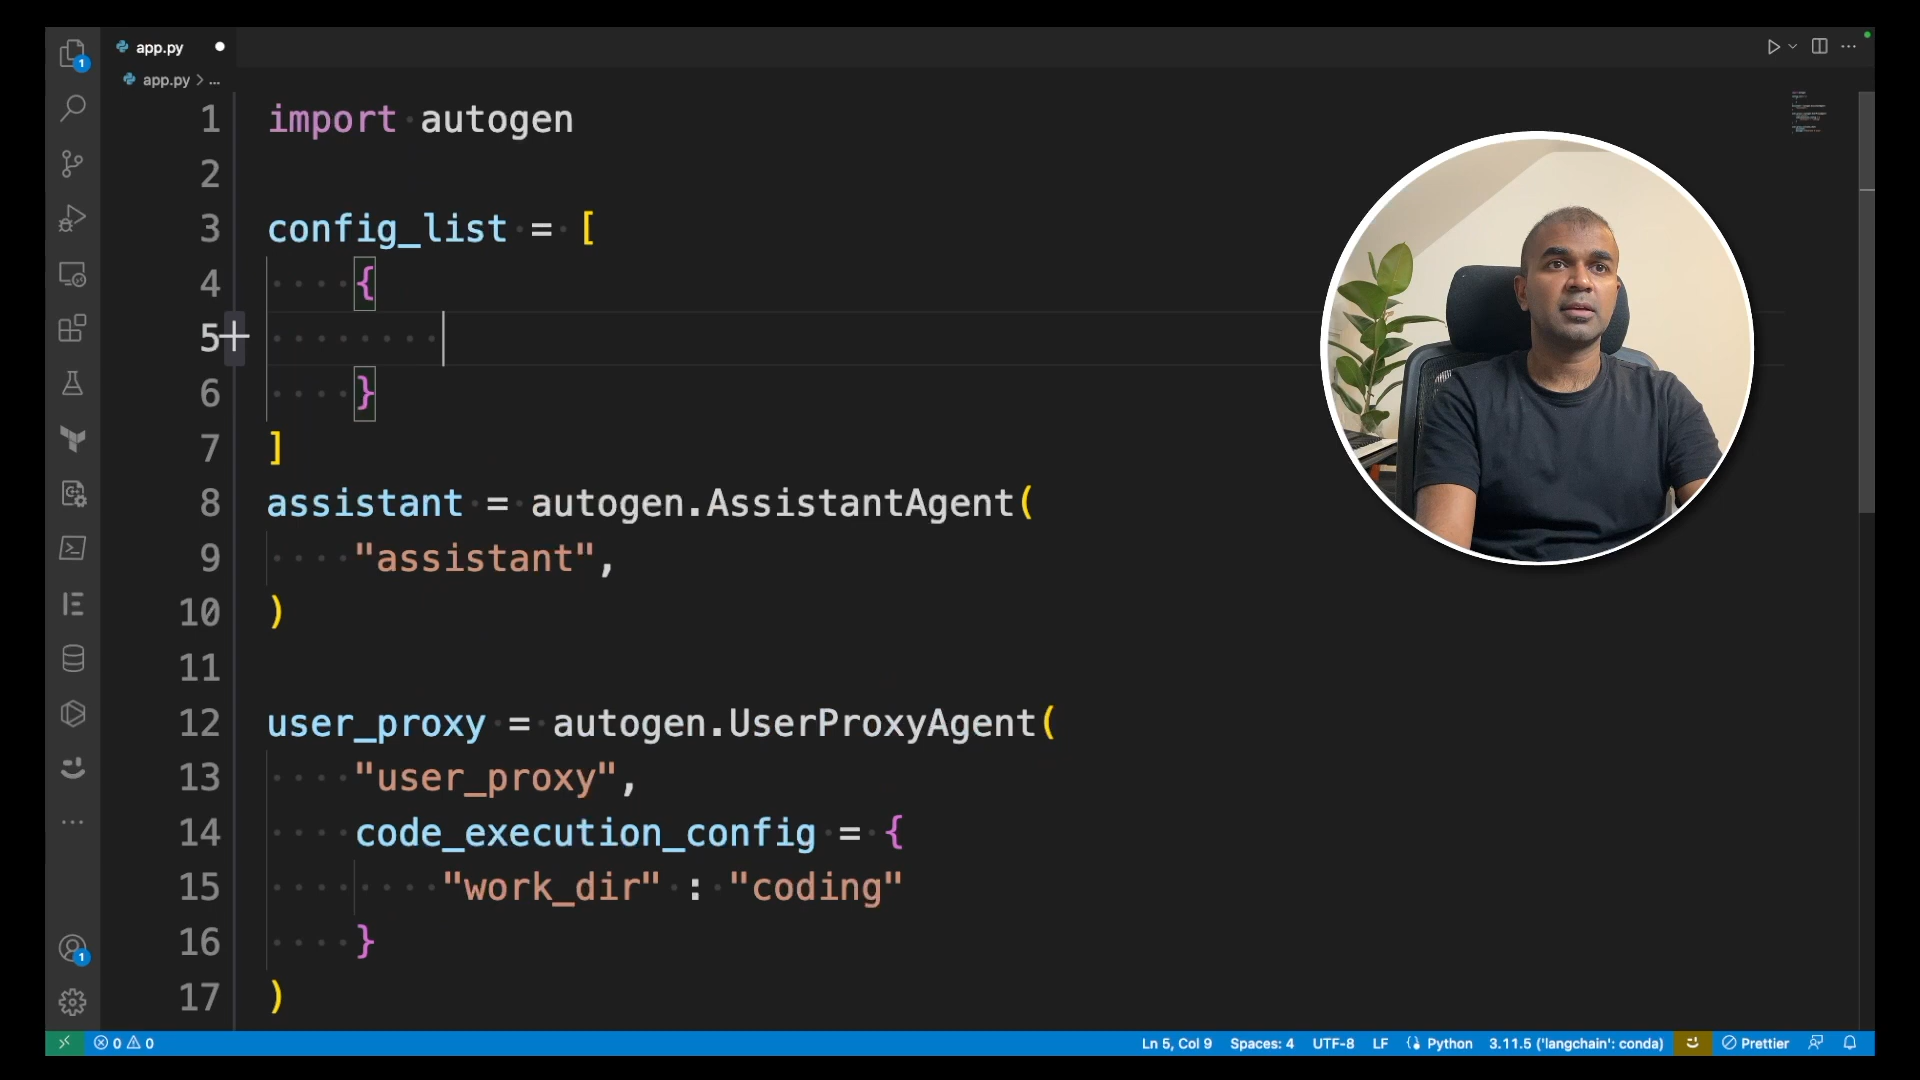 app.py
app.py > ...
1 import autogen
2
3 config_list = [
4 {
5
6 }
7 ]
8 assistant = autogen.AssistantAgent(
9 "assistant",
10 )
11
12 user_proxy = autogen.UserProxyAgent(
13 "user_proxy",
14 code_execution_config = {
15 "work_dir" : "coding"
16 }
17 )
1
1
0 0 Ln 5, Col 9 Spaces: 4 UTF-8 LF Python 3.11.5 ('langchain': conda) Prettier